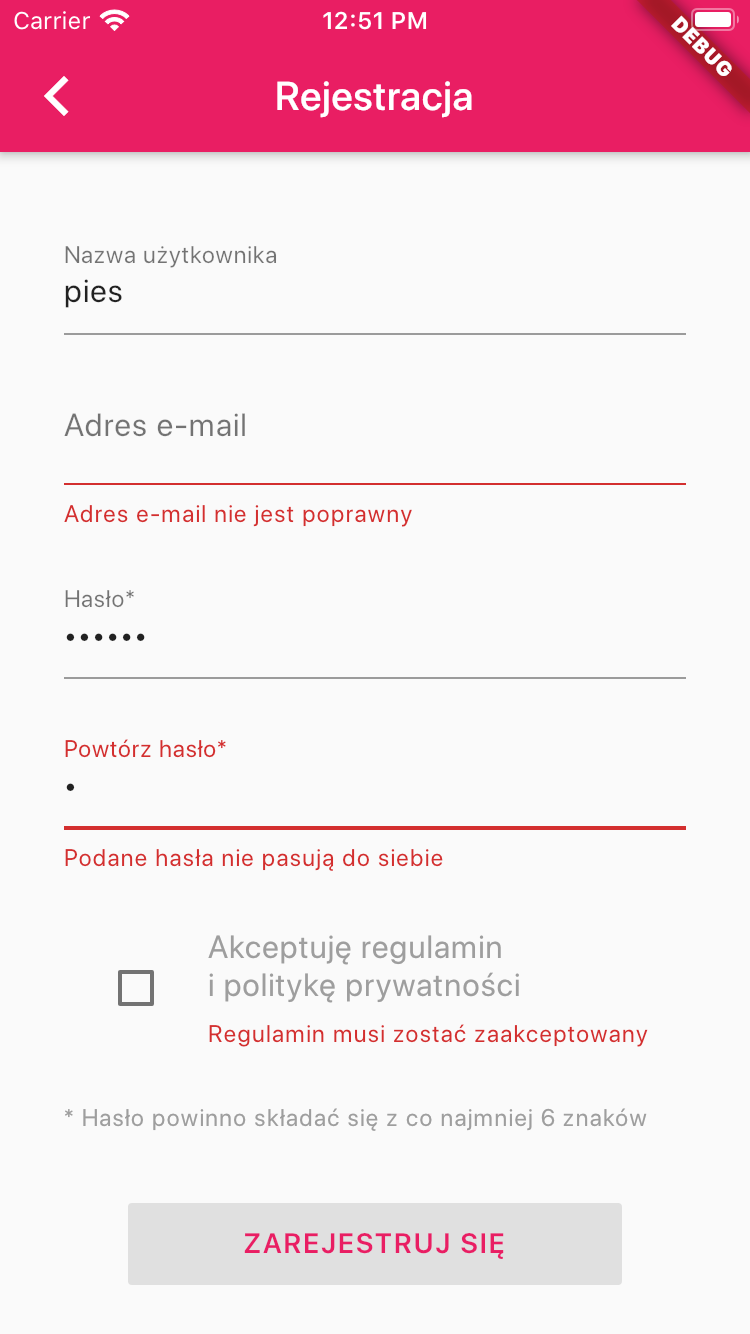 Carrier 12:51 PM
DEBUG
Rejestracja
Nazwa użytkownika
pies
Adres e-mail
Adres e-mail nie jest poprawny
Hasło*
••••••
Powtórz hasło*
•
Podane hasła nie pasują do siebie
Akceptuję regulamin
i politykę prywatności
Regulamin musi zostać zaakceptowany
* Hasło powinno składać się z co najmniej 6 znaków
ZAREJESTRUJ SIĘ